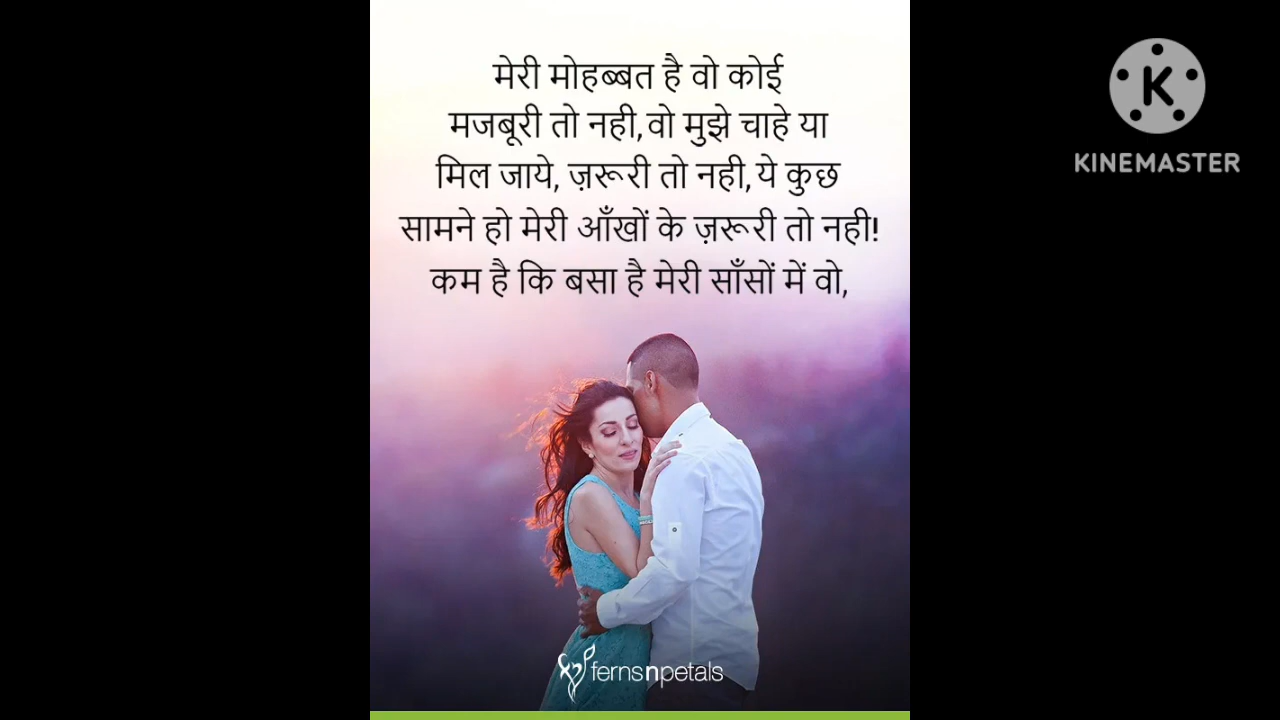 मेरी मोहब्बत है वो कोई
मजबूरी तो नही, वो मुझे चाहे या
मिल जाये, ज़रूरी तो नही, ये कुछ
सामने हो मेरी आँखों के ज़रूरी तो नही!
कम है कि बसा है मेरी साँसों में वो,
fernsnpetals
KINEMASTER